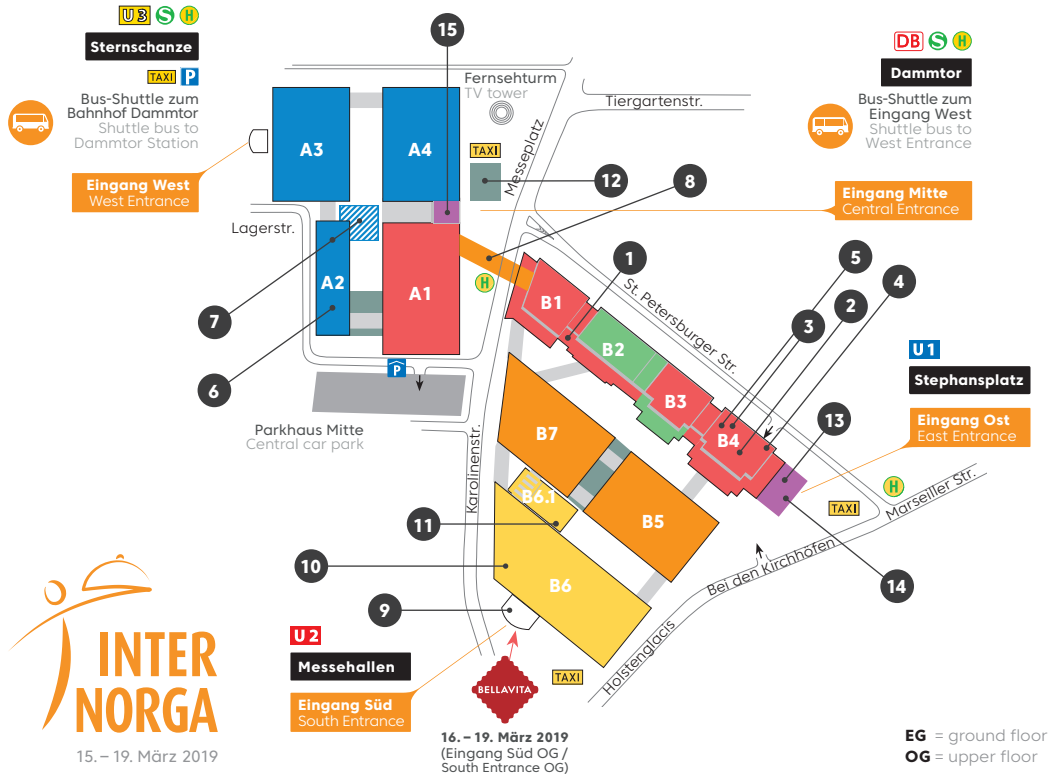 U3 S H
Sternschanze
TAXI P
Bus-Shuttle zum
Bahnhof Dammtor
Shuttle bus to
Dammtor Station
Eingang West
West Entrance
15
Fernsehturm
TV tower
Tiergartenstr.
DB S H
Dammtor
Bus-Shuttle zum
Eingang West
Shuttle bus to
West Entrance
A3
A4
TAXI
Messeplatz
12
8
Eingang Mitte
Central Entrance
Lagerstr.
A2
A1
H
B1
1
St. Petersburger Str.
5
2
4
3
7
6
B2
B3
B4
U1
Stephansplatz
Eingang Ost
East Entrance
13
P
Parkhaus Mitte
Central car park
Karolinenstr.
B7
B6.1
B5
11
10
B6
9
H
TAXI
Marseiller Str.
Bei den Kirchhöfen
14
Holstenglacis
U2
Messehallen
Eingang Süd
South Entrance
BELLAVITA
TAXI
16. – 19. März 2019
(Eingang Süd OG /
South Entrance OG)
INTER
NORGA
15. – 19. März 2019
EG = ground floor
OG = upper floor